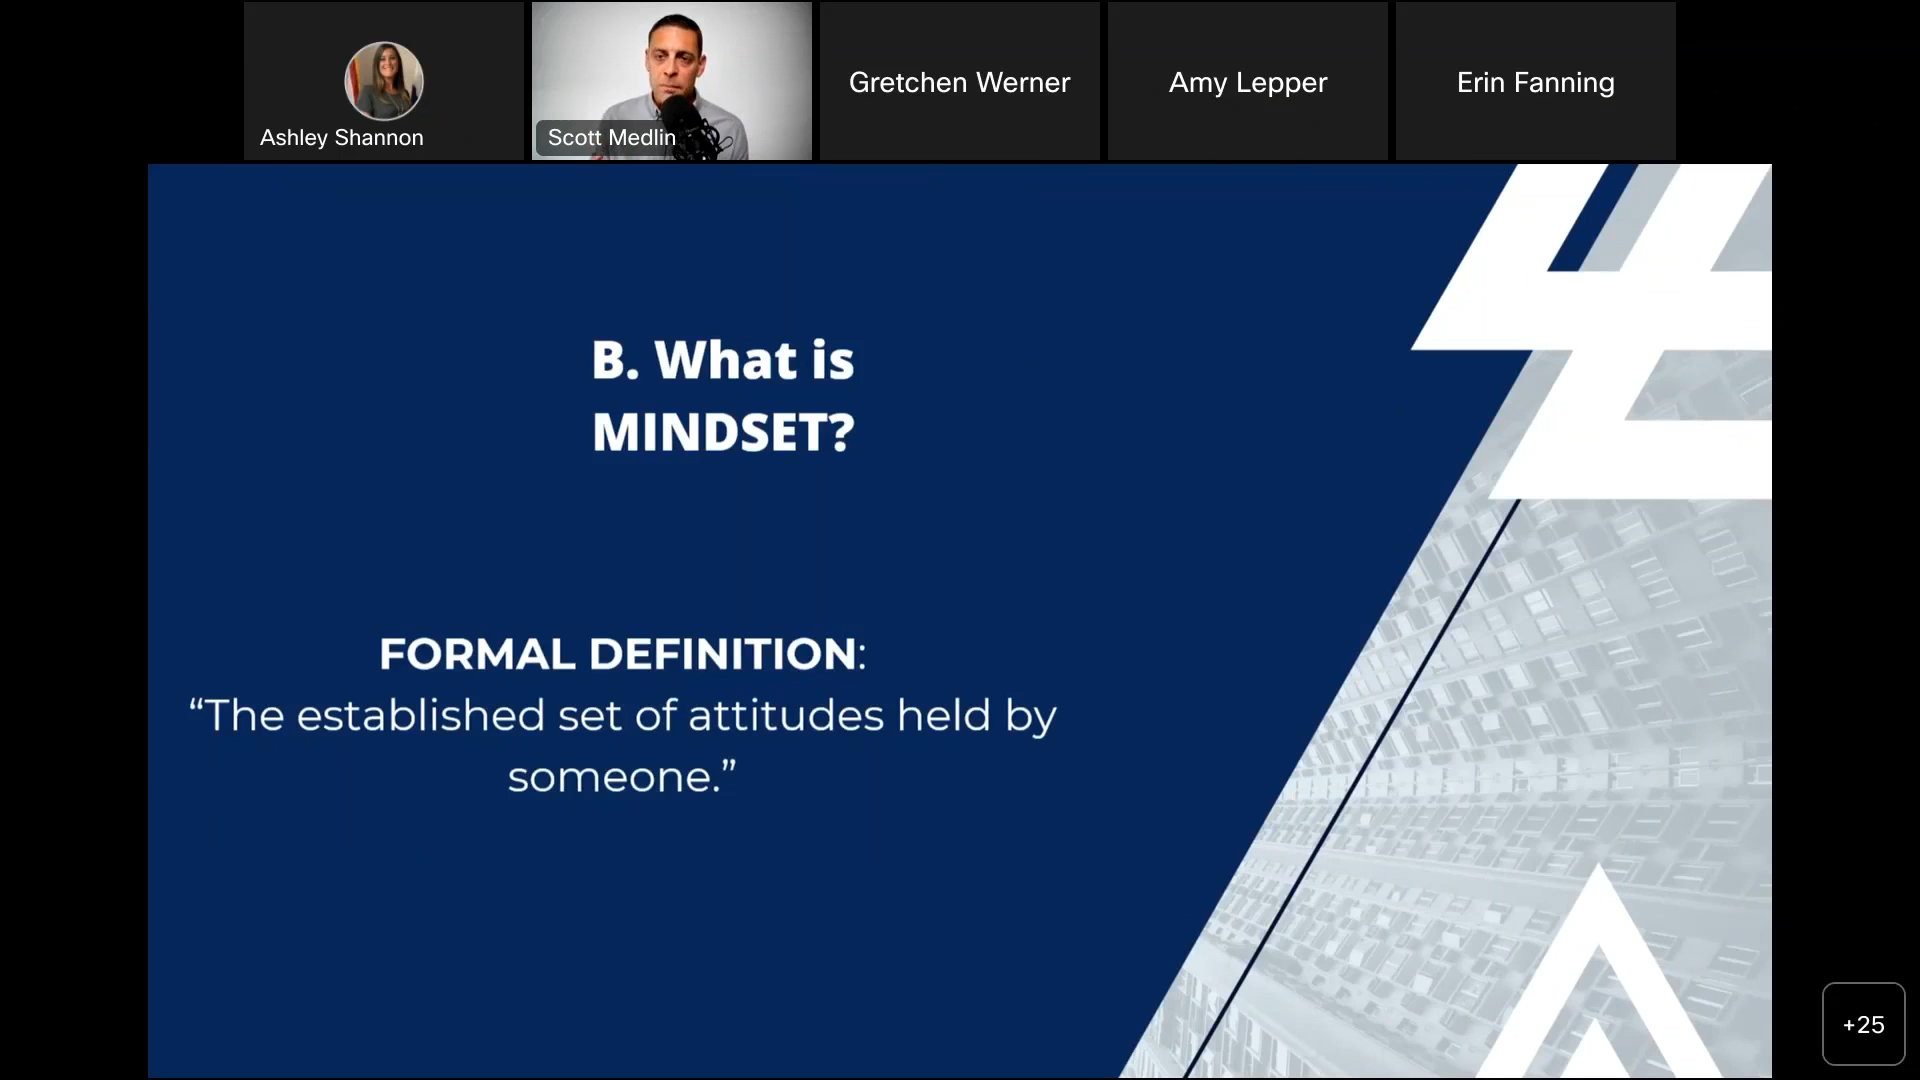 Ashley Shannon
Scott Medlin
Gretchen Werner
Amy Lepper
Erin Fanning
B. What is
MINDSET?
FORMAL DEFINITION:
“The established set of attitudes held by
someone.”
+25